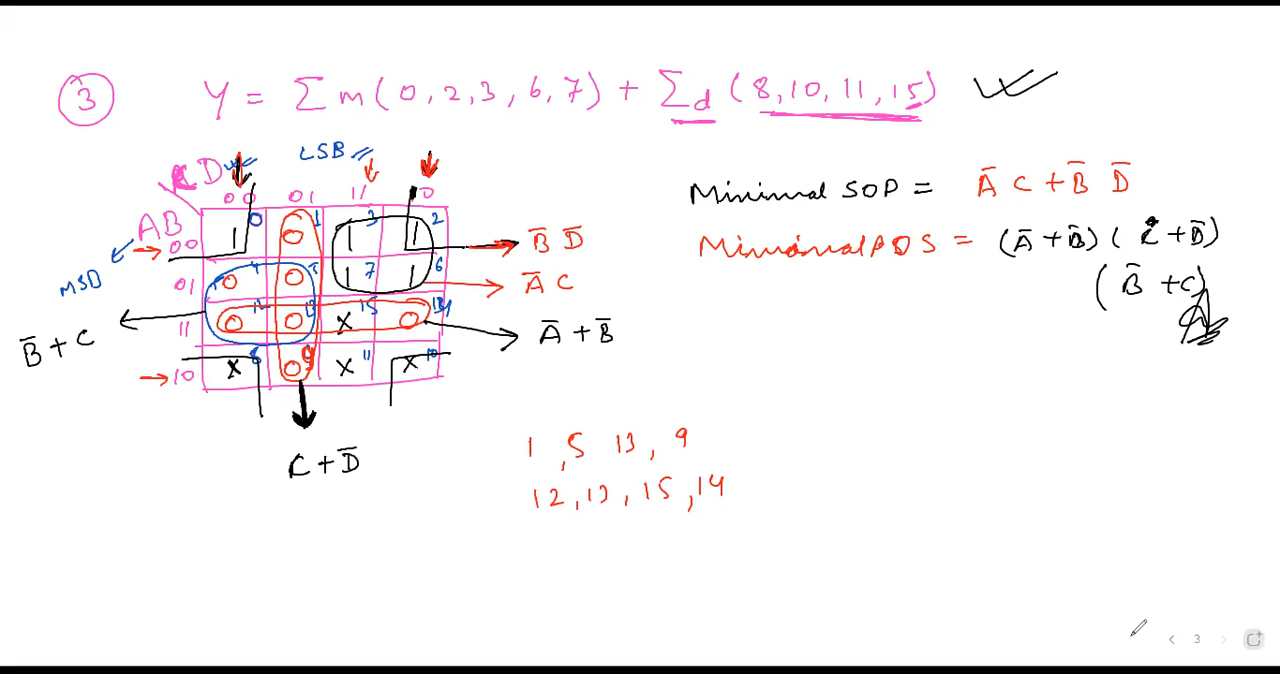 ③ Y = Σ m ( 0, 2, 3, 6, 7 ) + Σd ( 8, 10, 11, 15 )
LSB
CD
00 01 11 10
AB
00 1 0 0 1 1 3 1 2
B̄ D̄
MSD
01 0 4 0 5 1 7 1 6
Ā C
11 0 12 0 13 X 15 0 14
Ā + B̄
B̄ + C
10 X 8 0 9 X 11 X 10
C + D̄
Minimal SOP = Ā C + B̄ D̄
Minimal POS = (Ā + B̄) ( C + D̄ )
( B̄ + C )
1 , 5 13 , 9
12 , 13 , 15 , 14
3